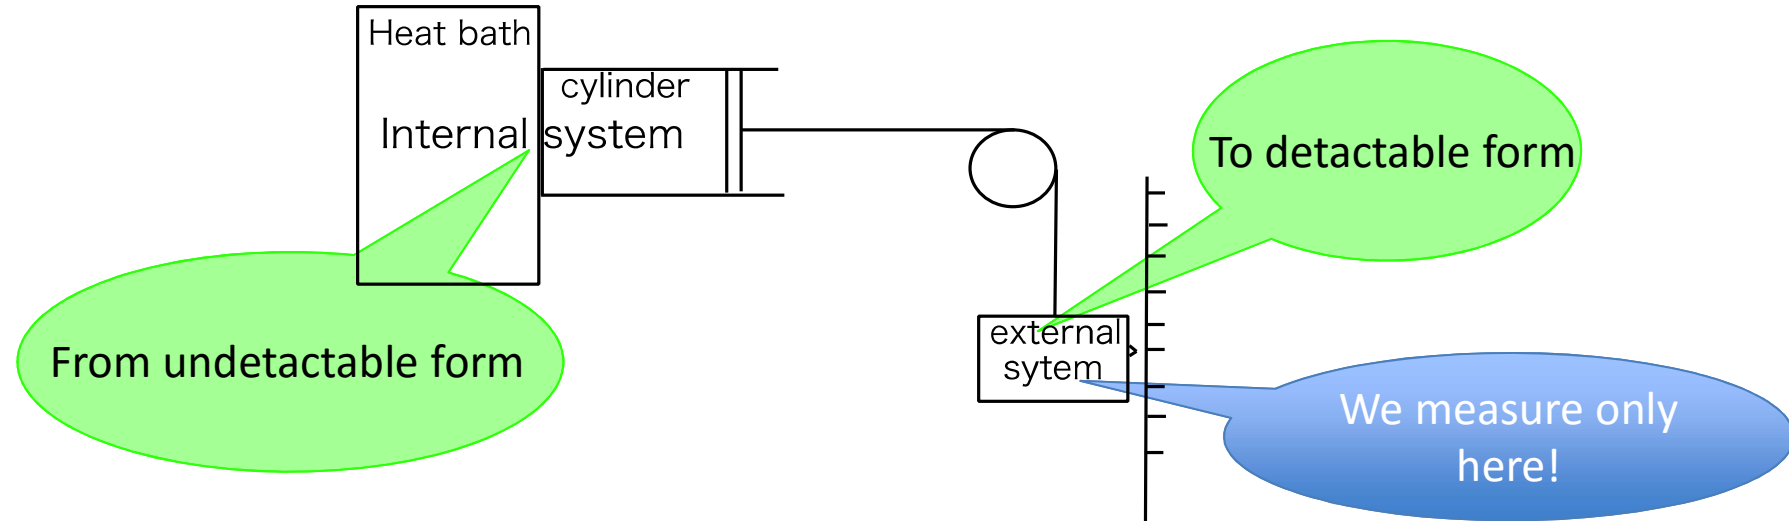 Heat bath
cylinder
Internal system
To detactable form
From undetactable form
external
sytem
We measure only
here!